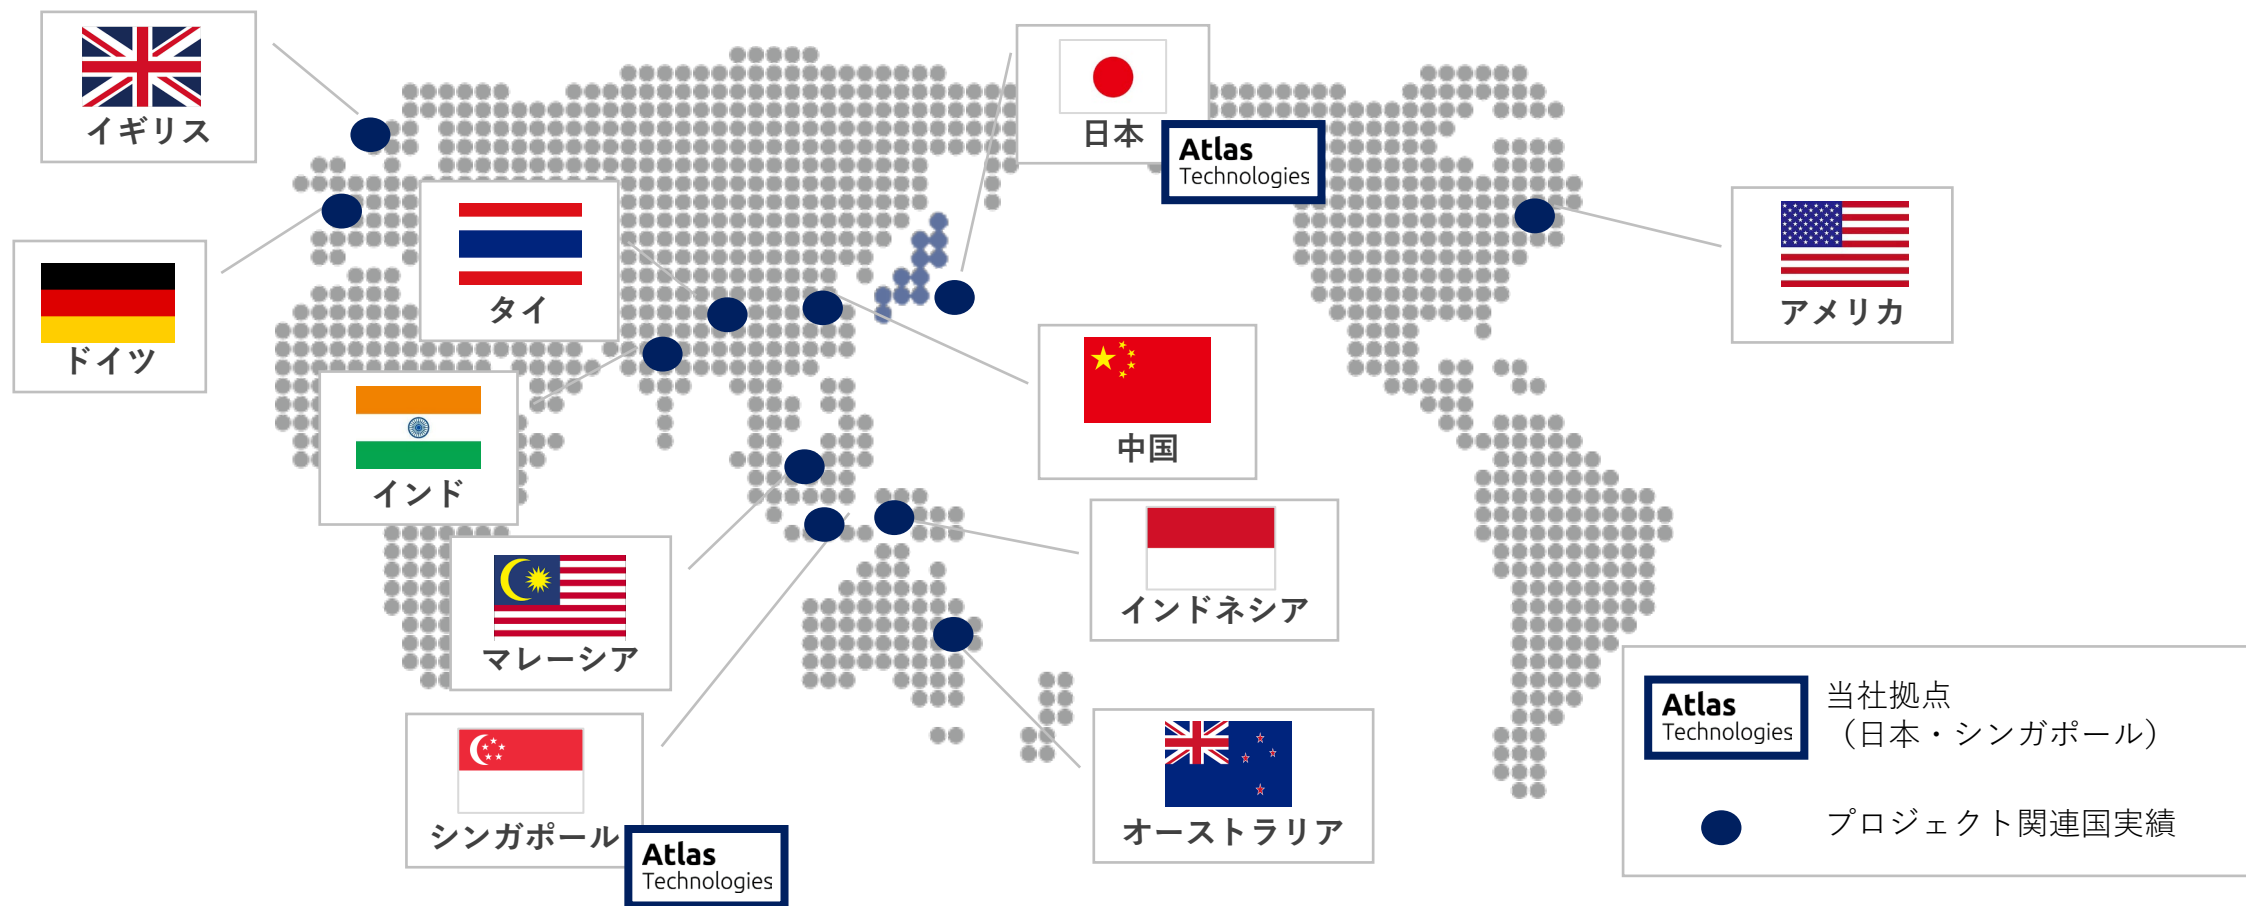 イギリス
日本
Atlas
Technologies
ドイツ
タイ
アメリカ
インド
中国
マレーシア
インドネシア
シンガポール
Atlas
Technologies
オーストラリア
Atlas
Technologies
当社拠点
（日本・シンガポール）
プロジェクト関連国実績